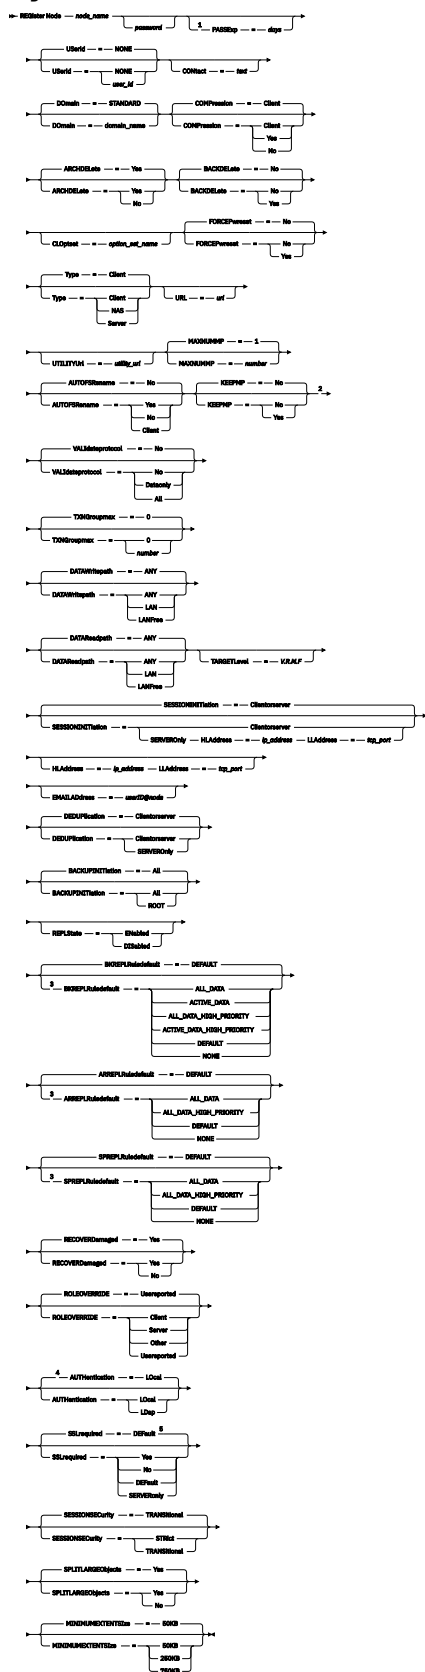 REGister Node — node_name
password
1 PASSExp — = — days
USerid — = — NONE
USerid — = — NONE
user_id
CONtact — = — text
DOmain — = — STANDARD
DOmain — = — domain_name
COMPression — = — Client
COMPression — = — Client
Yes
No
ARCHDELete — = — Yes
ARCHDELete — = — Yes
No
BACKDELete — = — No
BACKDELete — = — No
Yes
CLOptset — = — option_set_name
FORCEPwreset — = — No
FORCEPwreset — = — No
Yes
Type — = — Client
Type — = — Client
NAS
Server
URL — = — url
UTILITYUrl — = — utility_url
MAXNUMMP — = — 1
MAXNUMMP — = — number
AUTOFSRename — = — No
AUTOFSRename — = — Yes
No
Client
KEEPMP — = — No
KEEPMP — = — No
Yes
2
VALIdateprotocol — = — No
VALIdateprotocol — = — No
Dataonly
All
TXNGroupmax — = — 0
TXNGroupmax — = — 0
number
DATAWritepath — = — ANY
DATAWritepath — = — ANY
LAN
LANFree
DATAReadpath — = — ANY
DATAReadpath — = — ANY
LAN
LANFree
TARGETLevel — = — V.R.M.F
SESSIONINITiation — = — Clientorserver
SESSIONINITiation — = — Clientorserver
SERVEROnly — HLAddress — = — ip_address — LLAddress — = — tcp_port
HLAddress — = — ip_address — LLAddress — = — tcp_port
EMAILADdress — = — userID@node
DEDUPlication — = — Clientorserver
DEDUPlication — = — Clientorserver
SERVEROnly
BACKUPINITiation — = — All
BACKUPINITiation — = — All
ROOT
REPLState — = — ENabled
DISabled
BKREPLRuledefault — = — DEFAULT
3 BKREPLRuledefault — = — ALL_DATA
ACTIVE_DATA
ALL_DATA_HIGH_PRIORITY
ACTIVE_DATA_HIGH_PRIORITY
DEFAULT
NONE
ARREPLRuledefault — = — DEFAULT
3 ARREPLRuledefault — = — ALL_DATA
ALL_DATA_HIGH_PRIORITY
DEFAULT
NONE
SPREPLRuledefault — = — DEFAULT
3 SPREPLRuledefault — = — ALL_DATA
ALL_DATA_HIGH_PRIORITY
DEFAULT
NONE
RECOVERDamaged — = — Yes
RECOVERDamaged — = — Yes
No
ROLEOVERRIDE — = — Usereported
ROLEOVERRIDE — = — Client
Server
Other
Usereported
4 AUTHentication — = — LOcal
AUTHentication — = — LOcal
LDap
SSLrequired — = — DEFault 5
SSLrequired — = — Yes
No
DEFault
SERVERonly
SESSIONSECurity — = — TRANSitional
SESSIONSECurity — = — STRict
TRANSitional
SPLITLARGEObjects — = — Yes
SPLITLARGEObjects — = — Yes
No
MINIMUMEXTENTSize — = — 50KB
MINIMUMEXTENTSize — = — 50KB
250KB
750KB